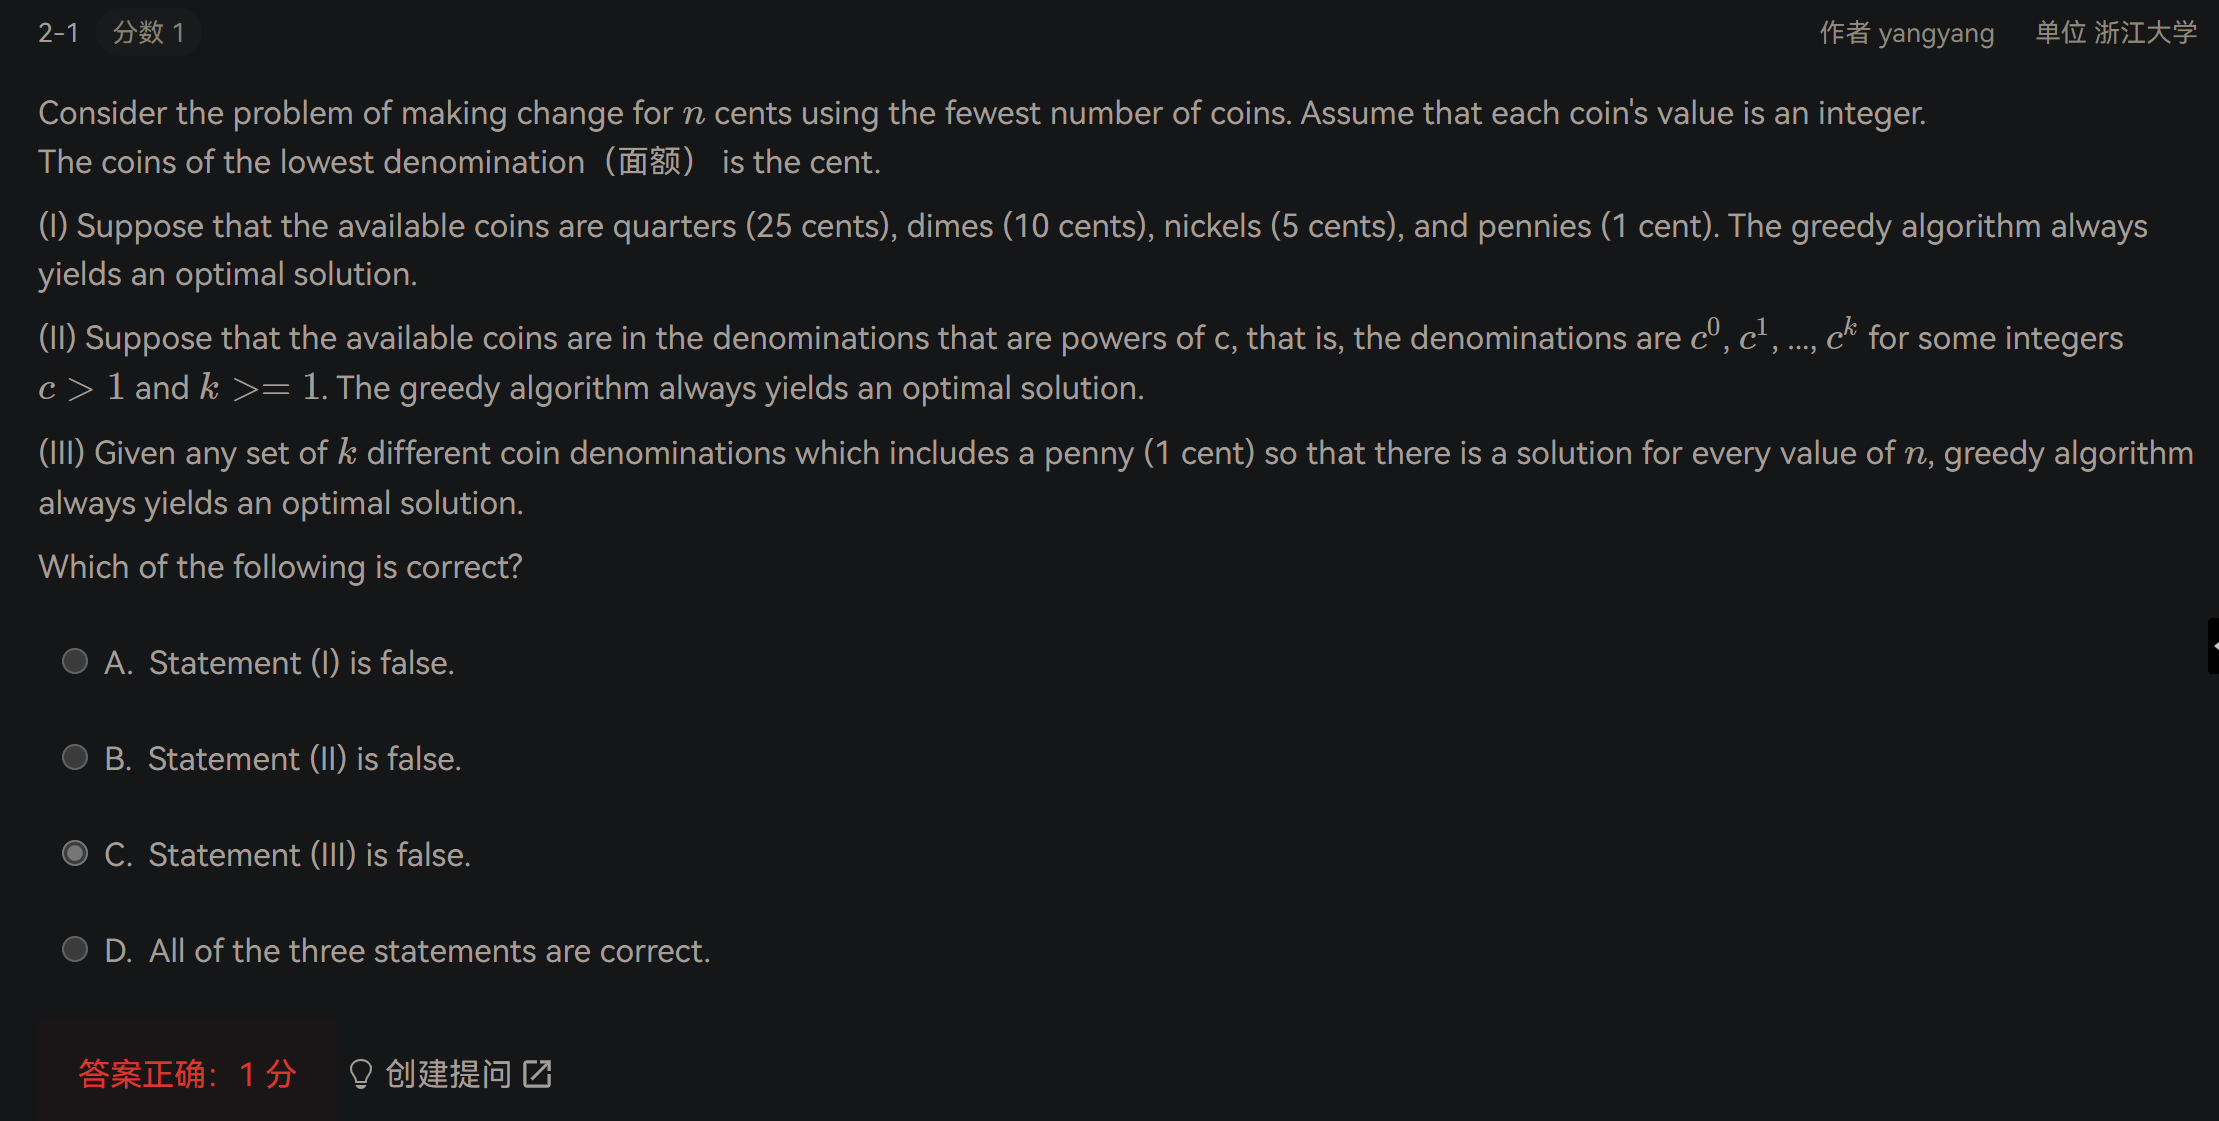 2-1 分数 1 作者 yangyang 单位 浙江大学
Consider the problem of making change for n cents using the fewest number of coins. Assume that each coin's value is an integer.
The coins of the lowest denomination（面额） is the cent.
(I) Suppose that the available coins are quarters (25 cents), dimes (10 cents), nickels (5 cents), and pennies (1 cent). The greedy algorithm always
yields an optimal solution.
(II) Suppose that the available coins are in the denominations that are powers of c, that is, the denominations are c^0, c^1, ..., c^k for some integers
c > 1 and k >= 1. The greedy algorithm always yields an optimal solution.
(III) Given any set of k different coin denominations which includes a penny (1 cent) so that there is a solution for every value of n, greedy algorithm
always yields an optimal solution.
Which of the following is correct?
A. Statement (I) is false.
B. Statement (II) is false.
C. Statement (III) is false.
D. All of the three statements are correct.
答案正确：1 分 创建提问